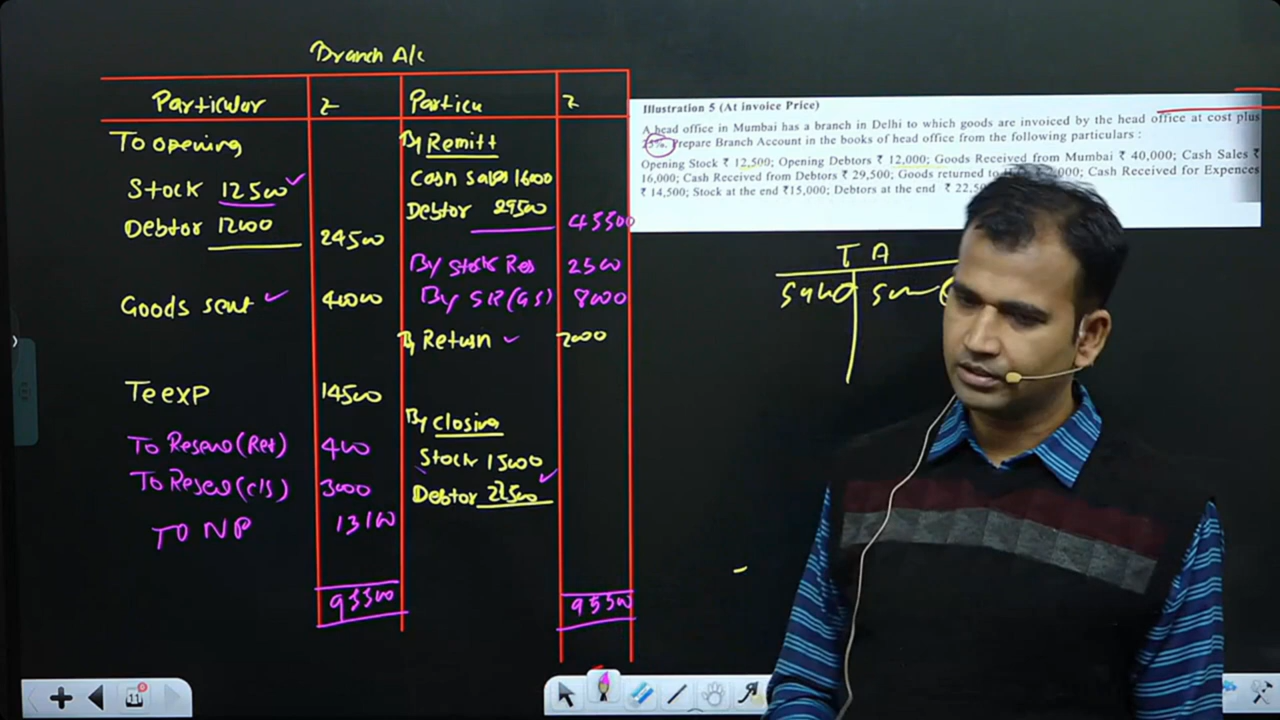 Branch A/c
Particular ₹ Particu ₹
To opening
Stock 12500
Debtor 12000 24500
Goods sent 40000
To exp 14500
To Reserve (Ret) 400
To Reserve (c/s) 3000
TO NP 13100
95500
By Remitt
Cash sales 16000
Debtor 29500 45500
By Stock Res 2500
By SR (GS) 8000
By Return 2000
By Closing
Stock 15000
Debtor 22500
95500
Illustration 5 (At invoice Price)
A head office in Mumbai has a branch in Delhi to which goods are invoiced by the head office at cost plus
25%. Prepare Branch Account in the books of head office from the following particulars :
Opening Stock ₹ 12,500; Opening Debtors ₹ 12,000; Goods Received from Mumbai ₹ 40,000; Cash Sales ₹
16,000; Cash Received from Debtors ₹ 29,500; Goods returned to 000; Cash Received for Expences
₹ 14,500; Stock at the end ₹15,000; Debtors at the end ₹ 22,50
T A
11